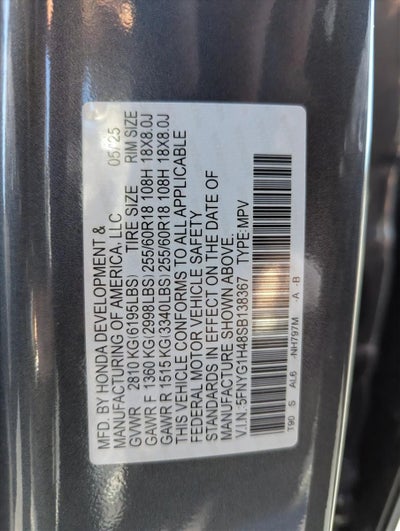 MFD. BY HONDA DEVELOPMENT &
MANUFACTURING OF AMERICA, LLC 05/25
GVWR 2810 KG(6195LBS) TIRE SIZE RIM SIZE
GAWR F 1360 KG(2998LBS) 255/60R18 108H 18X8.0J
GAWR R 1515 KG(3340LBS) 255/60R18 108H 18X8.0J
THIS VEHICLE CONFORMS TO ALL APPLICABLE
FEDERAL MOTOR VEHICLE SAFETY
STANDARDS IN EFFECT ON THE DATE OF
MANUFACTURE SHOWN ABOVE.
V.I.N.: 5FNYG1H48SB138367 TYPE: MPV
T90 S AL6 -NH797M -A -B